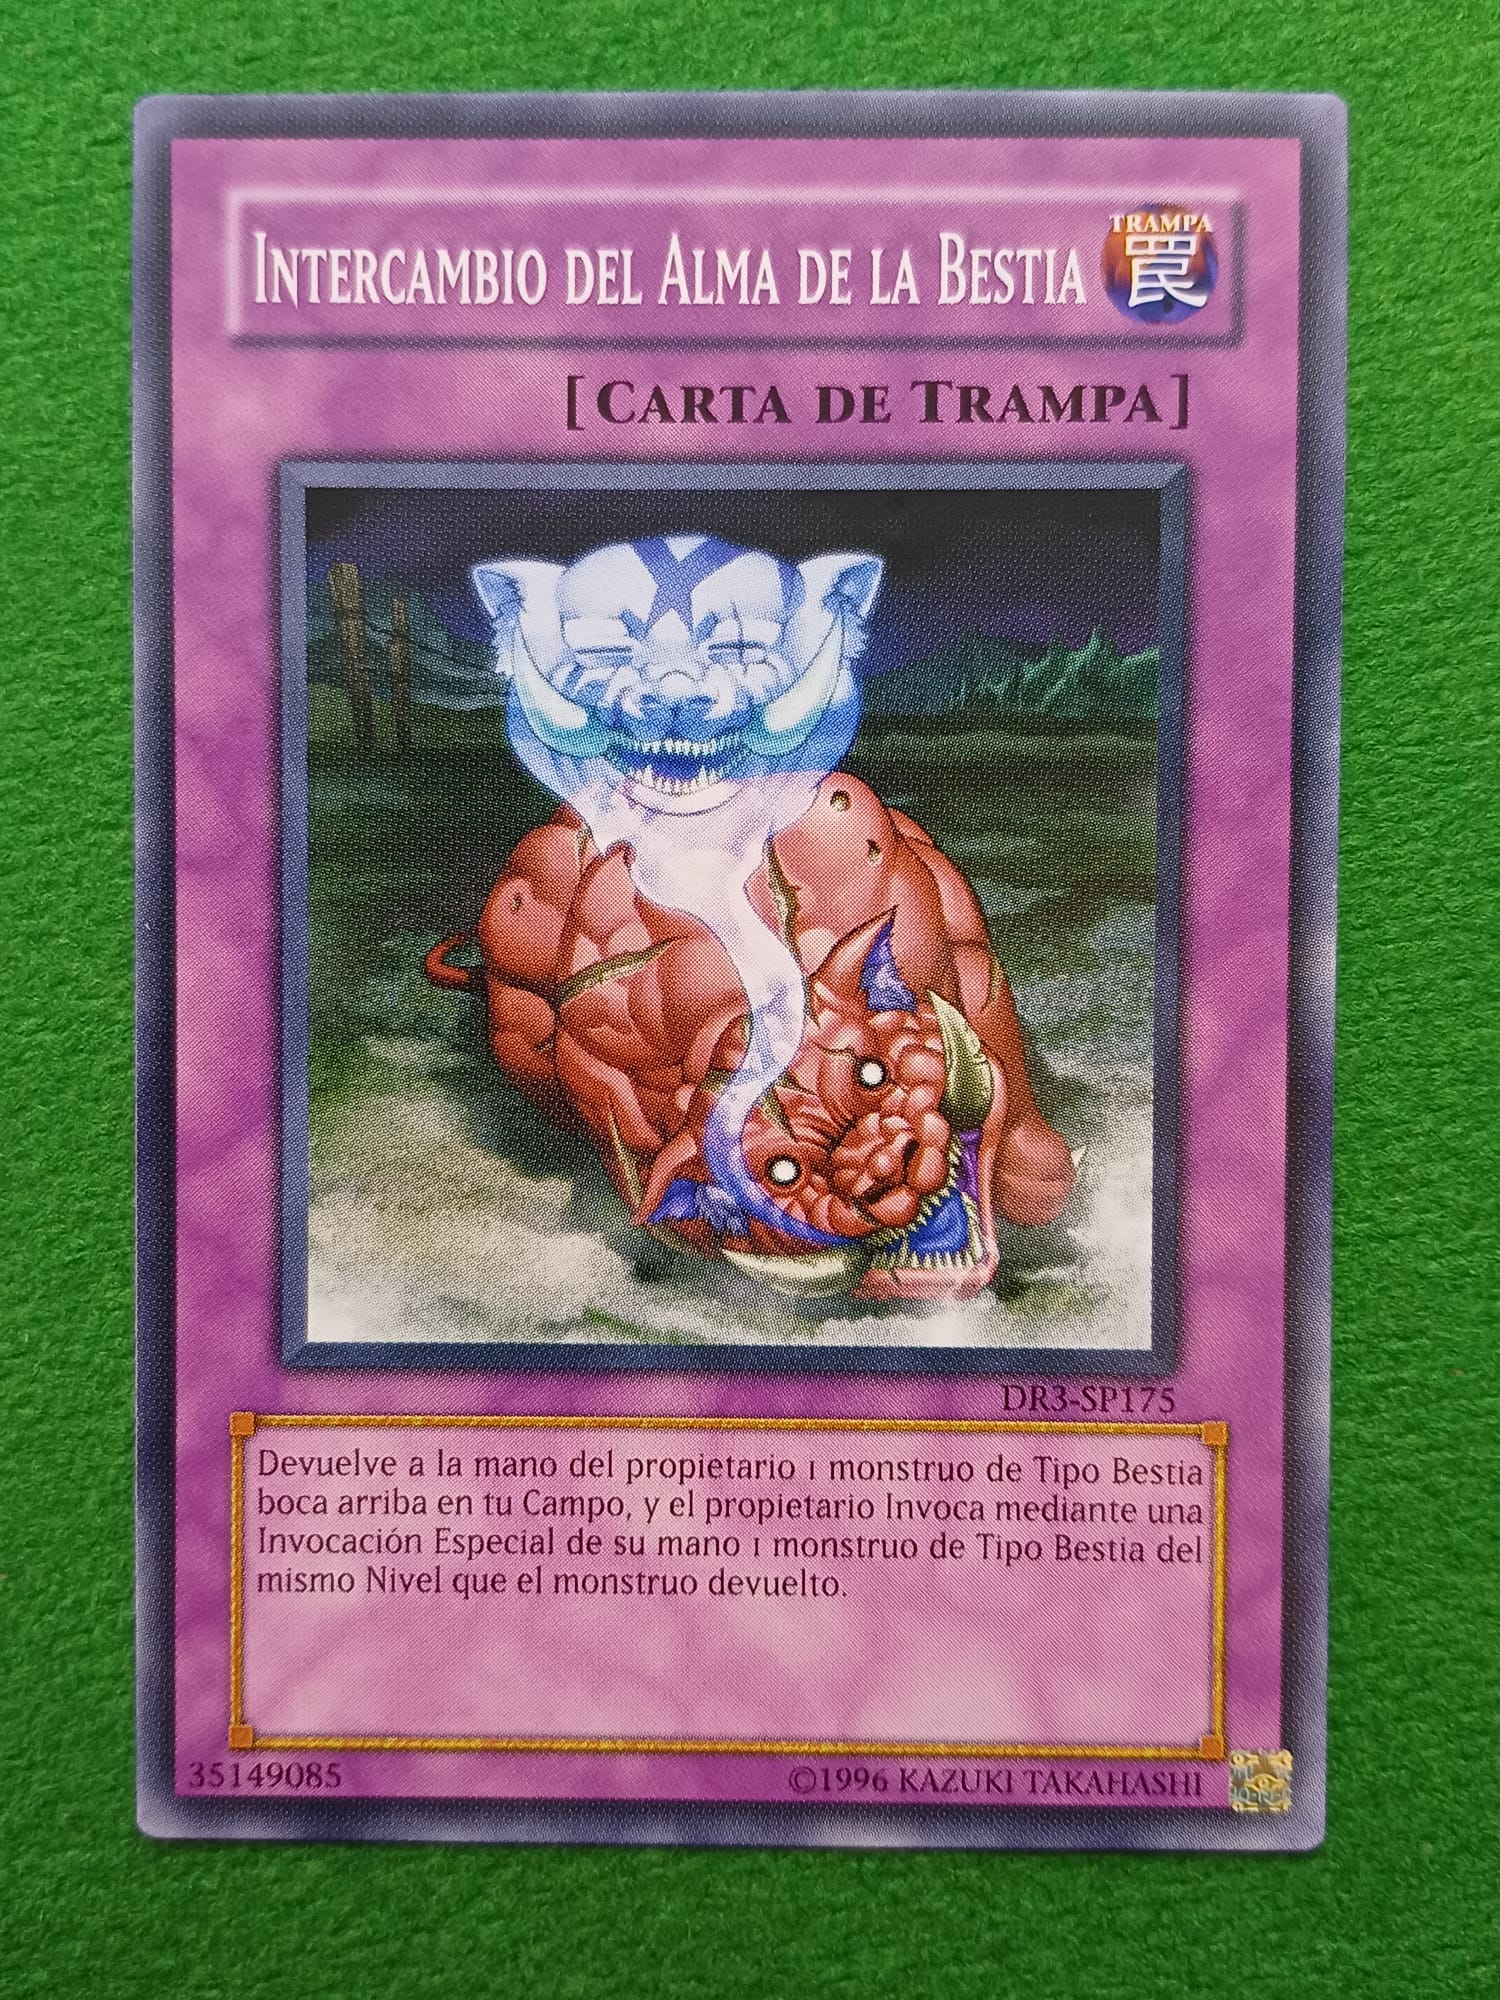 INTERCAMBIO DEL ALMA DE LA BESTIA
TRAMPA
罠
[CARTA DE TRAMPA]
DR3-SP175
Devuelve a la mano del propietario 1 monstruo de Tipo Bestia
boca arriba en tu Campo, y el propietario Invoca mediante una
Invocación Especial de su mano 1 monstruo de Tipo Bestia del
mismo Nivel que el monstruo devuelto.
35149085
©1996 KAZUKI TAKAHASHI